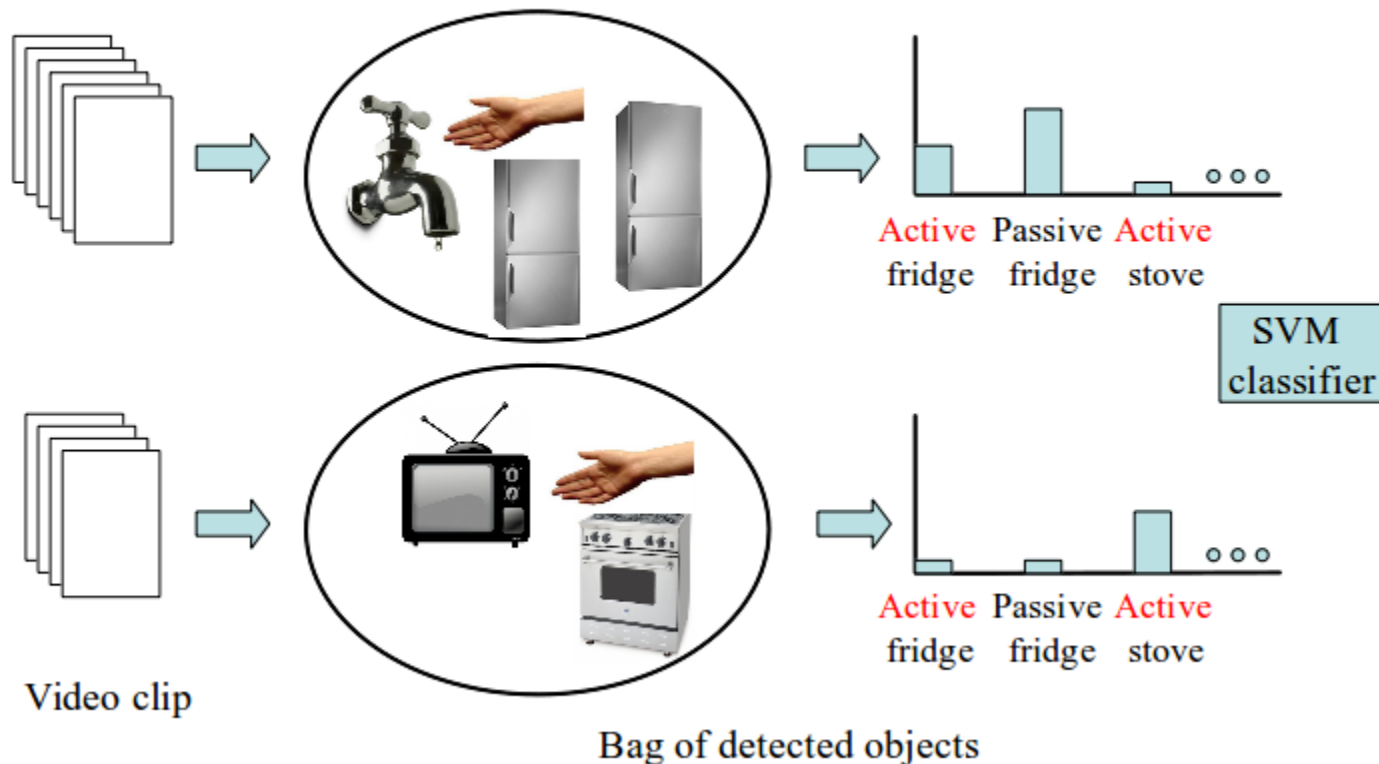 Active Passive Active
fridge fridge stove
SVM
classifier
Active Passive Active
fridge fridge stove
Video clip
Bag of detected objects